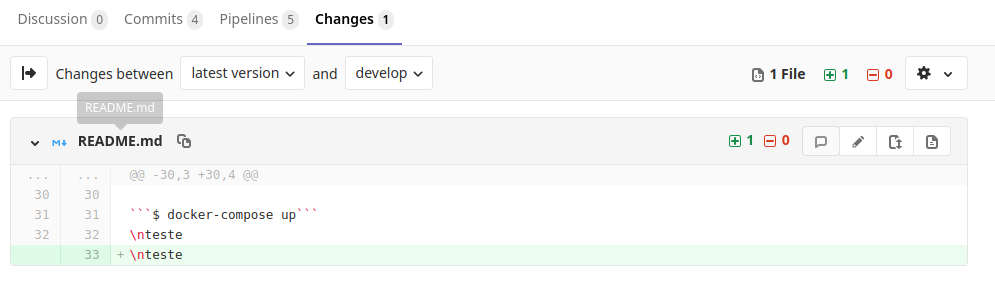 Discussion 0 Commits 4 Pipelines 5 Changes 1
Changes between latest version and develop 1 File 1 0
README.md
README.md 1 0
... ... @@ -30,3 +30,4 @@
30 30
31 31 ```$ docker-compose up```
32 32 \nteste
33 + \nteste